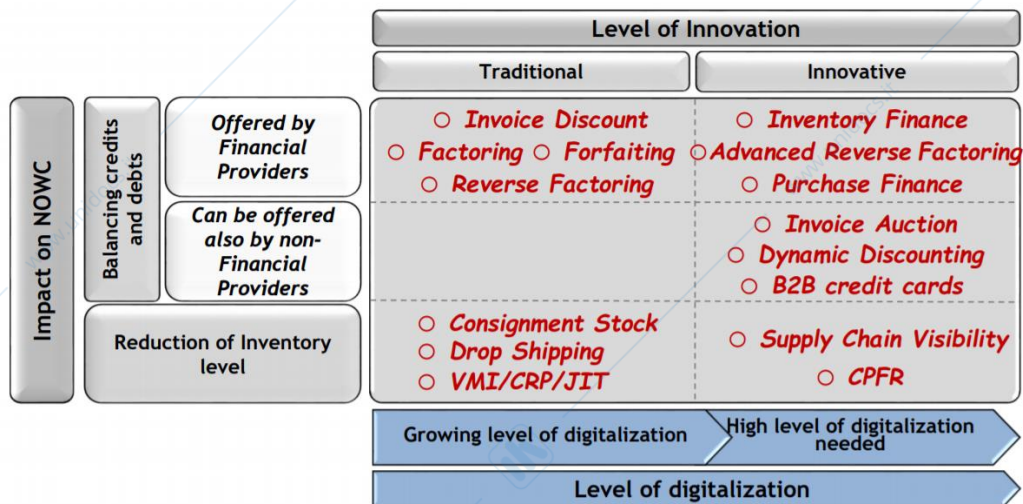 Level of Innovation
Traditional
Innovative
Impact on NOWC
Balancing credits
and debts
Offered by
Financial
Providers
Can be offered
also by non-
Financial
Providers
Reduction of Inventory
level
Invoice Discount
Factoring
Forfaiting
Reverse Factoring
Inventory Finance
Advanced Reverse Factoring
Purchase Finance
Invoice Auction
Dynamic Discounting
B2B credit cards
Consignment Stock
Drop Shipping
VMI/CRP/JIT
Supply Chain Visibility
CPFR
Growing level of digitalization
High level of digitalization
needed
Level of digitalization